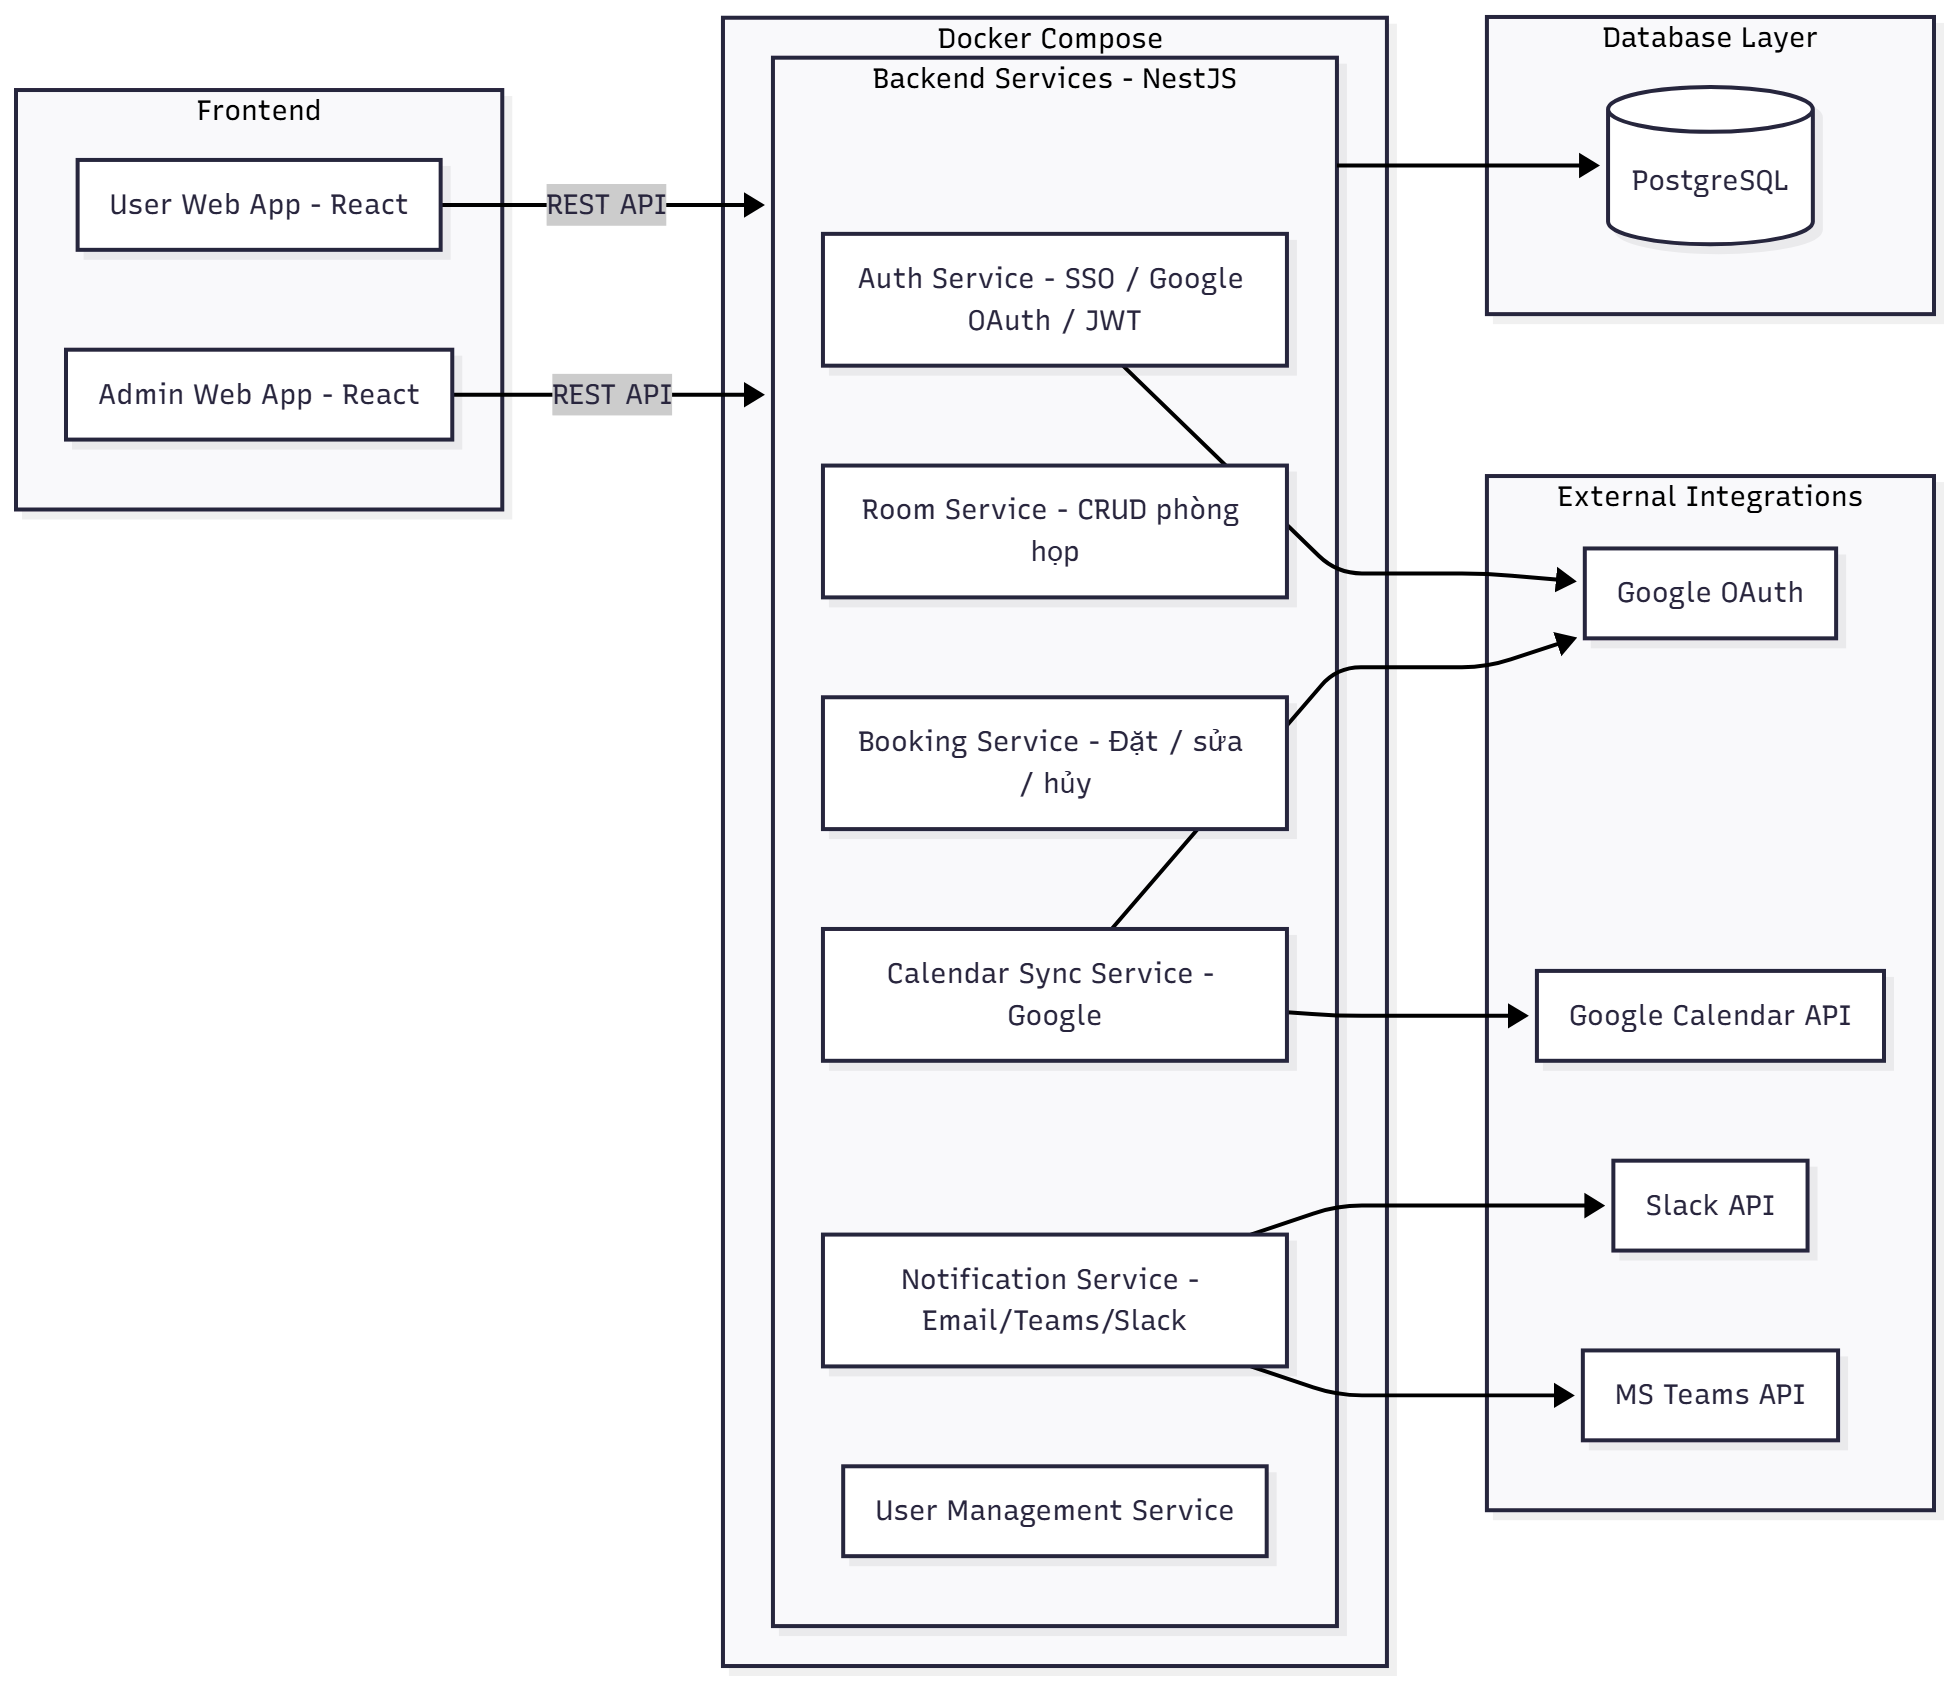 Frontend
User Web App - React
Admin Web App - React
REST API
REST API
Docker Compose
Backend Services - NestJS
Auth Service - SSO / Google
OAuth / JWT
Room Service - CRUD phòng
họp
Booking Service - Đặt / sửa
/ hủy
Calendar Sync Service -
Google
Notification Service -
Email/Teams/Slack
User Management Service
Database Layer
PostgreSQL
External Integrations
Google OAuth
Google Calendar API
Slack API
MS Teams API